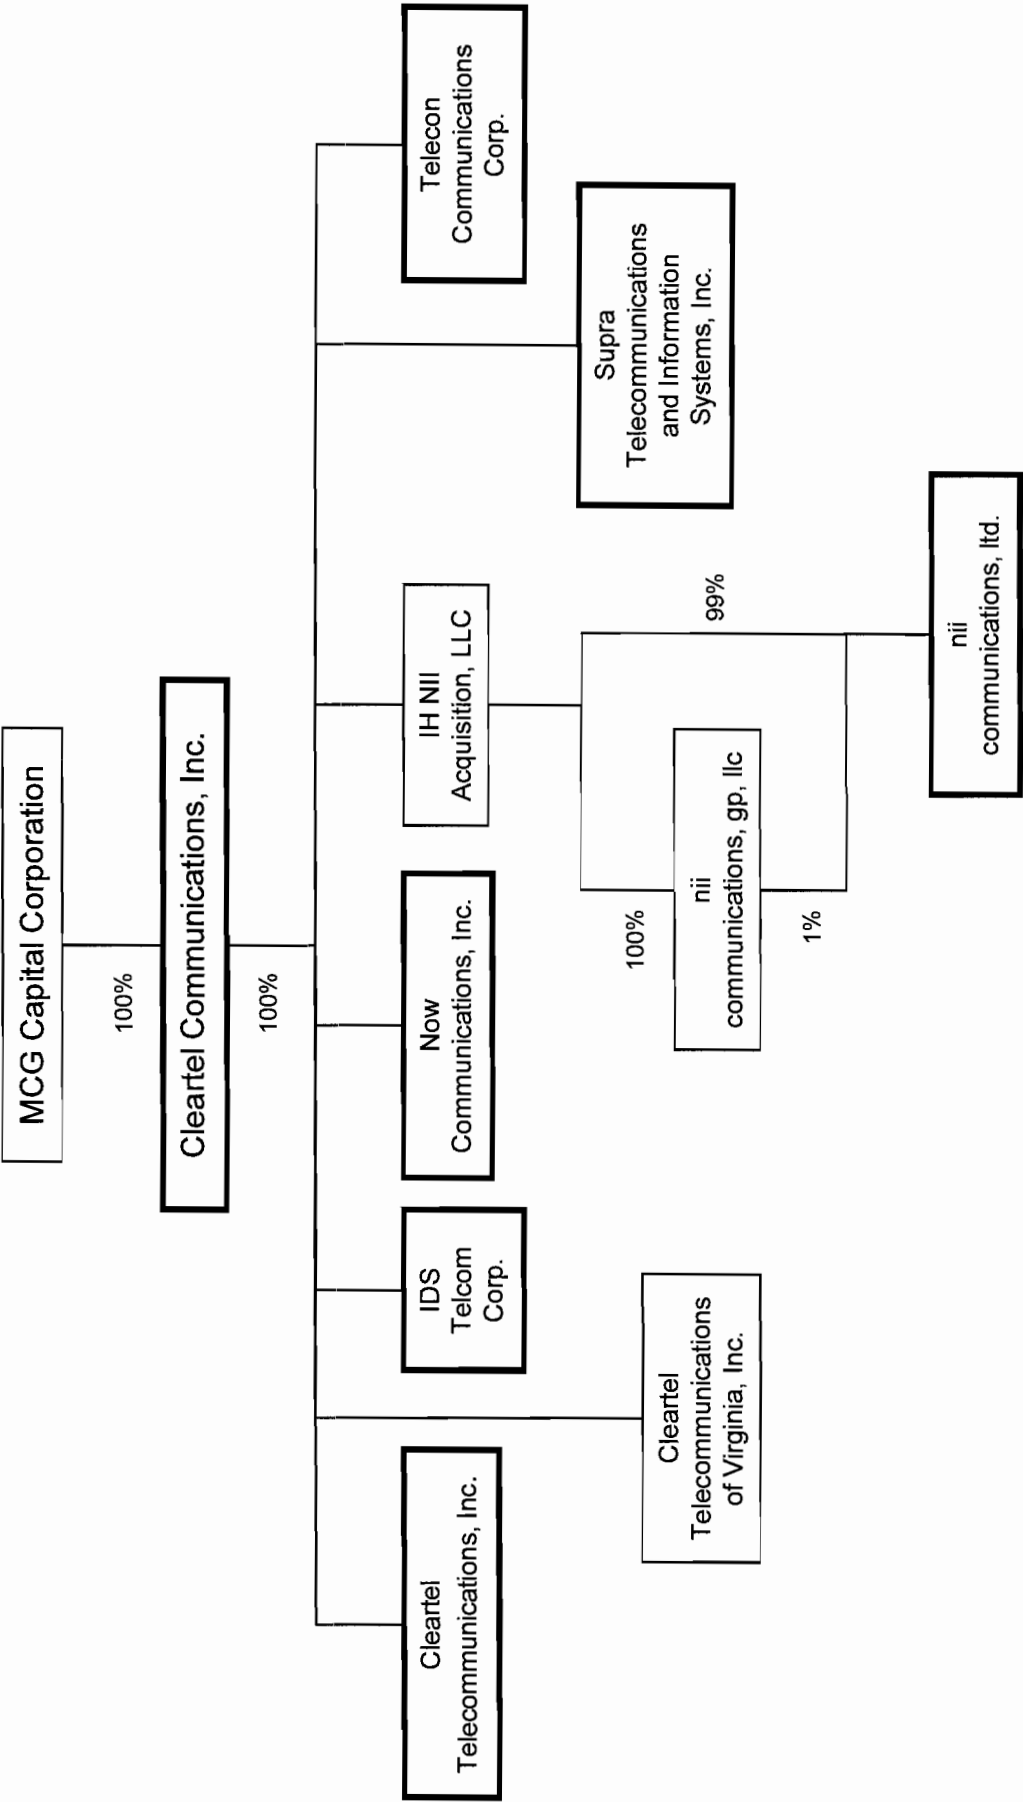 MCG Capital Corporation
100%
Cleartel Communications, Inc.
100%
Cleartel
Telecommunications, Inc.
IDS
Telcom
Corp.
Now
Communications, Inc.
IH NII
Acquisition, LLC
Telecon
Communications
Corp.
Cleartel
Telecommunications
of Virginia, Inc.
Supra
Telecommunications
and Information
Systems, Inc.
100%
nii
communications, gp, llc
1%
99%
nii
communications, ltd.